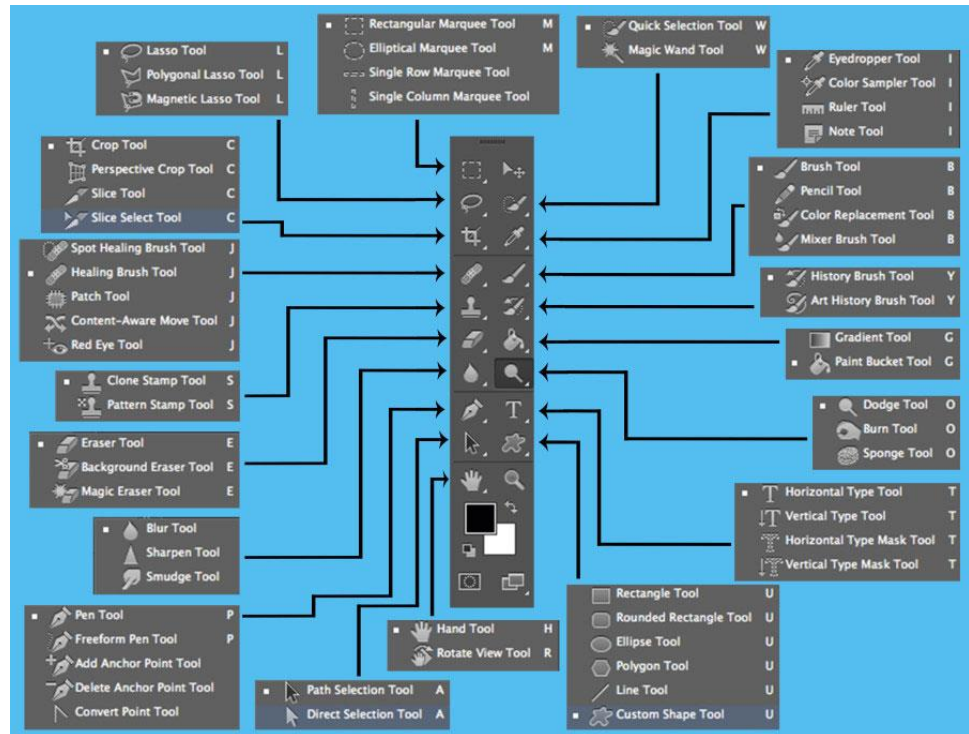 Lasso Tool L
Polygonal Lasso Tool L
Magnetic Lasso Tool L
Rectangular Marquee Tool M
Elliptical Marquee Tool M
Single Row Marquee Tool
Single Column Marquee Tool
Quick Selection Tool W
Magic Wand Tool W
Eyedropper Tool I
Color Sampler Tool I
Ruler Tool I
Note Tool I
Crop Tool C
Perspective Crop Tool C
Slice Tool C
Slice Select Tool C
Brush Tool B
Pencil Tool B
Color Replacement Tool B
Mixer Brush Tool B
Spot Healing Brush Tool J
Healing Brush Tool J
Patch Tool J
Content-Aware Move Tool J
Red Eye Tool J
History Brush Tool Y
Art History Brush Tool Y
Gradient Tool G
Paint Bucket Tool G
Clone Stamp Tool S
Pattern Stamp Tool S
Dodge Tool O
Burn Tool O
Sponge Tool O
Eraser Tool E
Background Eraser Tool E
Magic Eraser Tool E
T
Horizontal Type Tool T
Vertical Type Tool T
Horizontal Type Mask Tool T
Vertical Type Mask Tool T
Blur Tool
Sharpen Tool
Smudge Tool
Pen Tool P
Freeform Pen Tool P
Add Anchor Point Tool
Delete Anchor Point Tool
Convert Point Tool
Hand Tool H
Rotate View Tool R
Path Selection Tool A
Direct Selection Tool A
Rectangle Tool U
Rounded Rectangle Tool U
Ellipse Tool U
Polygon Tool U
Line Tool U
Custom Shape Tool U